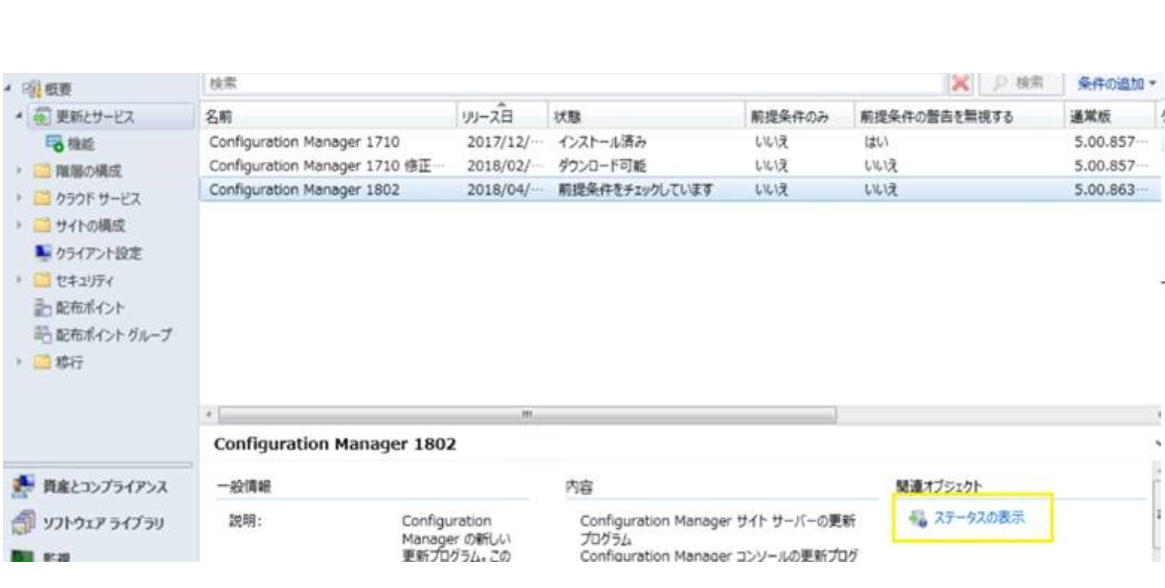 概要
更新とサービス
機能
階層の構成
クラウド サービス
サイトの構成
クライアント設定
セキュリティ
配布ポイント
配布ポイント グループ
移行
資産とコンプライアンス
ソフトウェア ライブラリ
監視
検索 検索 条件の追加
名前 リリース日 状態 前提条件のみ 前提条件の警告を無視する 通常版
Configuration Manager 1710 2017/12/… インストール済み いいえ はい 5.00.857…
Configuration Manager 1710 修正… 2018/02/… ダウンロード可能 いいえ いいえ 5.00.857…
Configuration Manager 1802 2018/04/… 前提条件をチェックしています いいえ いいえ 5.00.863…
Configuration Manager 1802
一般情報
説明: Configuration
Manager の新しい
更新プログラム。この
内容
Configuration Manager サイト サーバーの更新
プログラム
Configuration Manager コンソールの更新プログ
関連オブジェクト
ステータスの表示